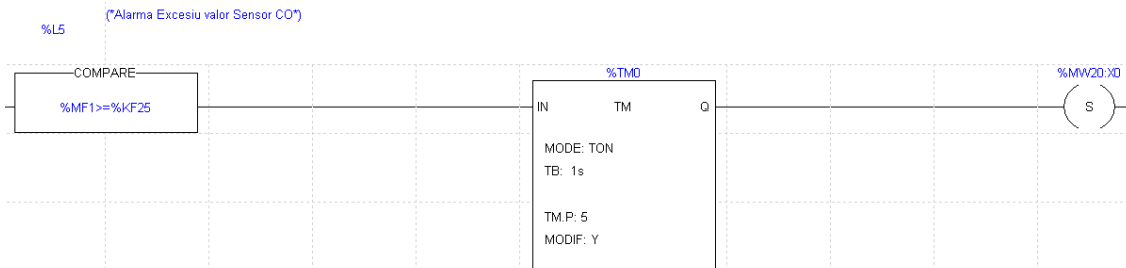 (*Alarma Excesiu valor Sensor CO*)
%L5
COMPARE
%MF1>=%KF25
%TM0
IN TM Q
MODE: TON
TB: 1s
TM.P: 5
MODIF: Y
%MW20:X0
S